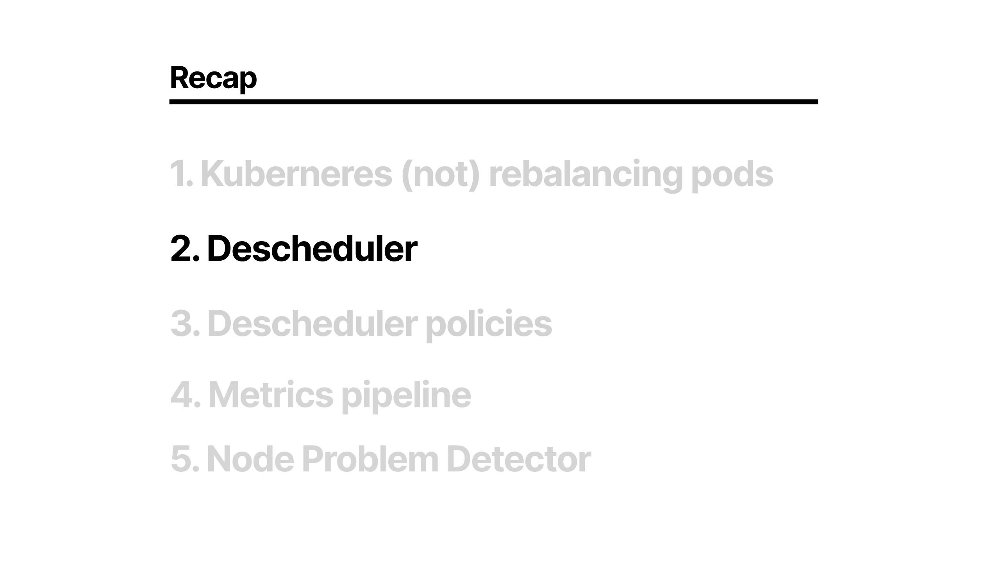 Recap
1. Kuberneres (not) rebalancing pods
2. Descheduler
3. Descheduler policies
4. Metrics pipeline
5. Node Problem Detector